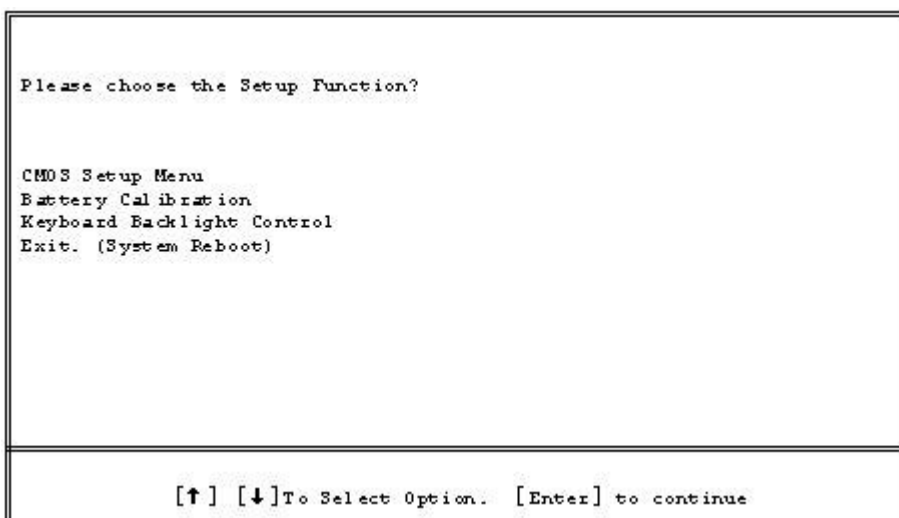 Please choose the Setup Function?
CMOS Setup Menu
Battery Calibration
Keyboard Backlight Control
Exit. (System Reboot)
[↑] [↓]To Select Option. [Enter] to continue